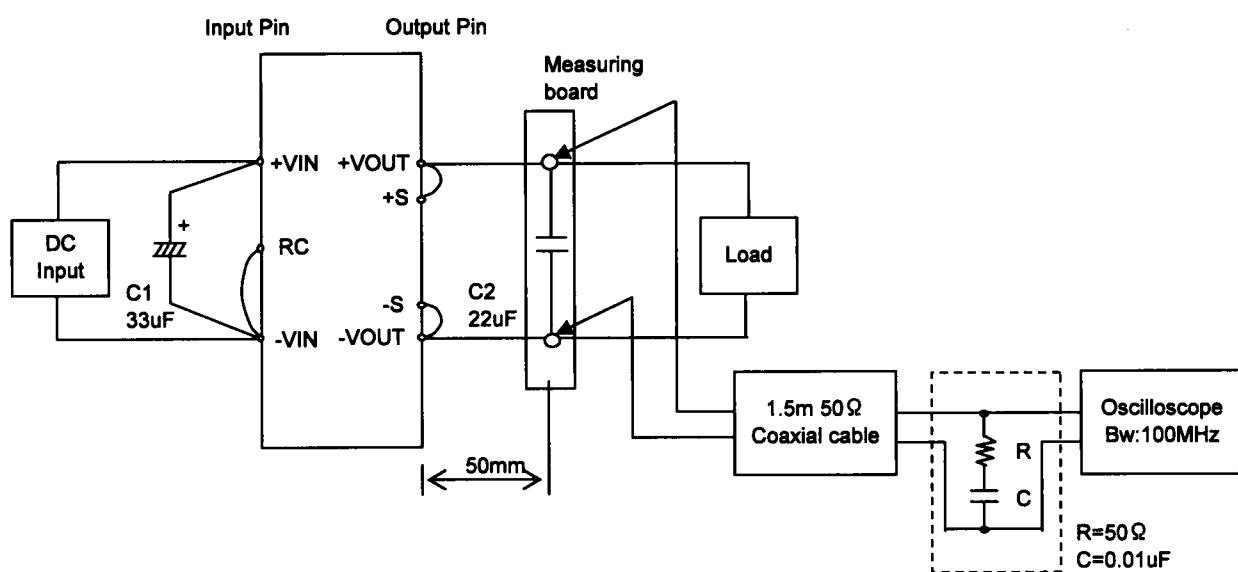 Input Pin
Output Pin
Measuring
board
+VIN
+VOUT
+S
+
DC
Input
RC
Load
C1
33uF
-S
C2
22uF
-VIN
-VOUT
1.5m 50Ω
Coaxial cable
Oscilloscope
Bw:100MHz
50mm
R
C
R=50Ω
C=0.01uF